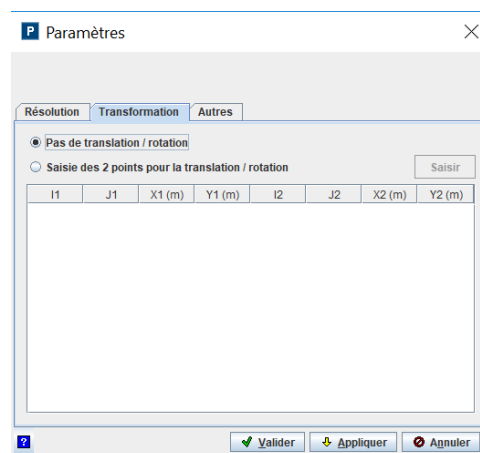 P Paramètres
Résolution Transformation Autres
Pas de translation / rotation
Saisie des 2 points pour la translation / rotation Saisir
I1 J1 X1 (m) Y1 (m) I2 J2 X2 (m) Y2 (m)
? Valider Appliquer Annuler